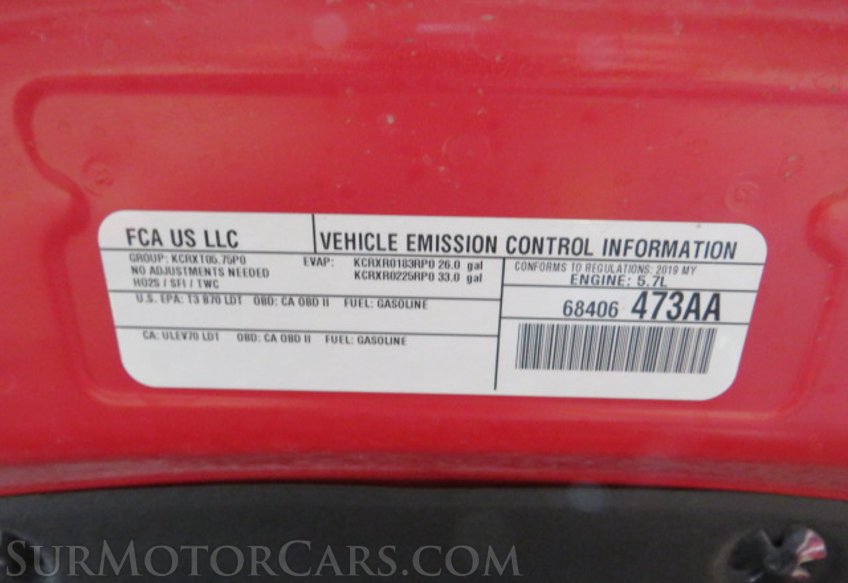 FCA US LLC
VEHICLE EMISSION CONTROL INFORMATION
GROUP: KCRXT05.75P0
NO ADJUSTMENTS NEEDED
HO2S / SFI / TWC
EVAP: KCRXR0183RP0 26.0 gal
KCRXR0225RP0 33.0 gal
CONFORMS TO REGULATIONS: 2019 MY
ENGINE: 5.7L
U.S. EPA: T3 B70 LDT OBD: CA OBD II FUEL: GASOLINE
68406 473AA
CA: ULEV70 LDT OBD: CA OBD II FUEL: GASOLINE
SURMOTORCARS.COM